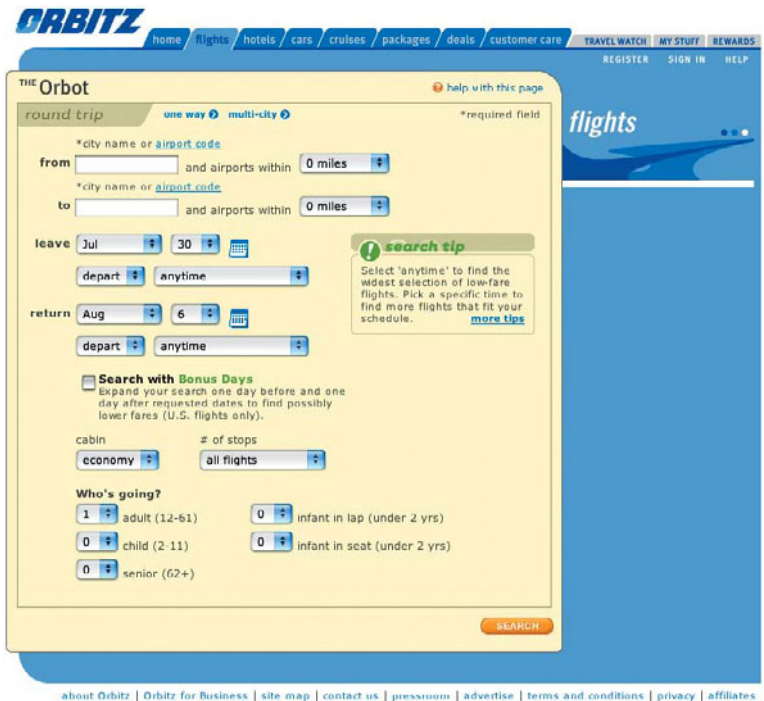 ORBITZ
home / flights / hotels / cars / cruises / packages / deals / customer care TRAVEL WATCH MY STUFF REWARDS
REGISTER SIGN IN HELP
THE Orbot ? help with this page
round trip one way multi-city *required field
flights
*city name or airport code
from and airports within 0 miles
*city name or airport code
to and airports within 0 miles
leave Jul 30
depart anytime
return Aug 6
depart anytime
! search tip
Select 'anytime' to find the
widest selection of low-fare
flights. Pick a specific time to
find more flights that fit your
schedule. more tips
Search with Bonus Days
Expand your search one day before and one
day after requested dates to find possibly
lower fares (U.S. flights only).
cabin # of stops
economy all flights
Who's going?
1 adult (12-61) 0 infant in lap (under 2 yrs)
0 child (2-11) 0 infant in seat (under 2 yrs)
0 senior (62+)
SEARCH
about Orbitz | Orbitz for Business | site map | contact us | pressroom | advertise | terms and conditions | privacy | affiliates